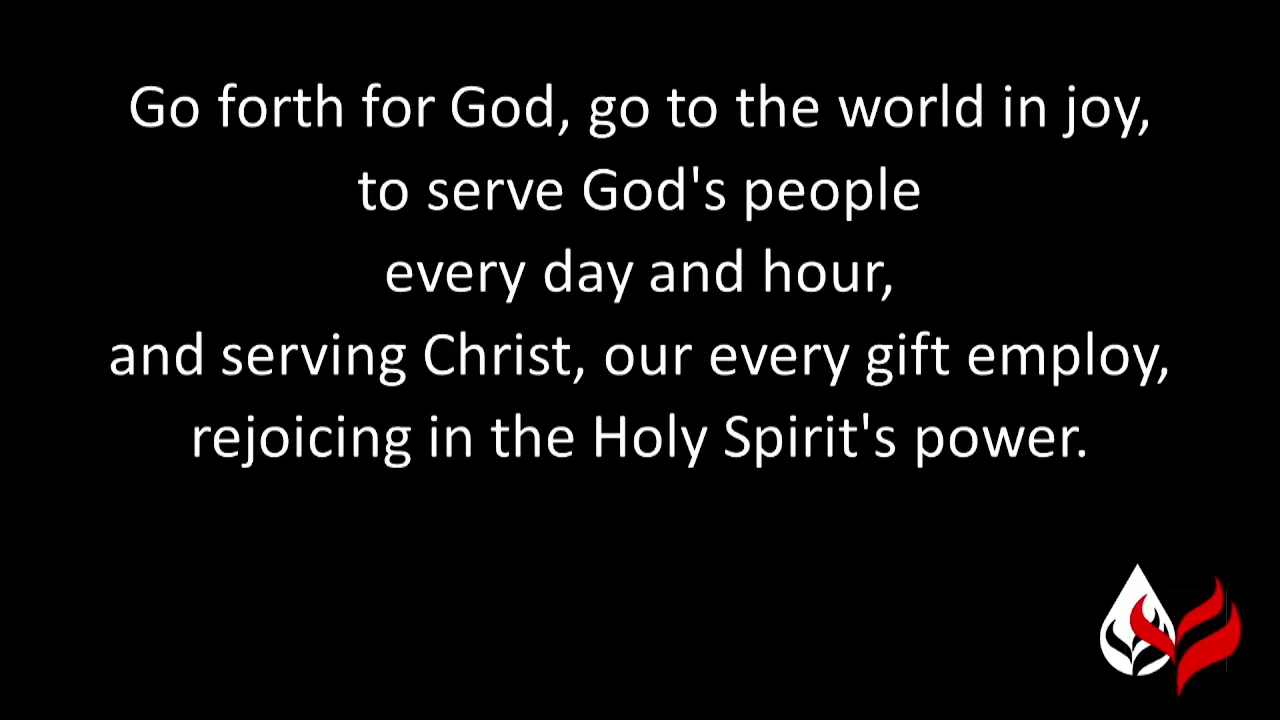 Go forth for God, go to the world in joy,
to serve God's people
every day and hour,
and serving Christ, our every gift employ,
rejoicing in the Holy Spirit's power.